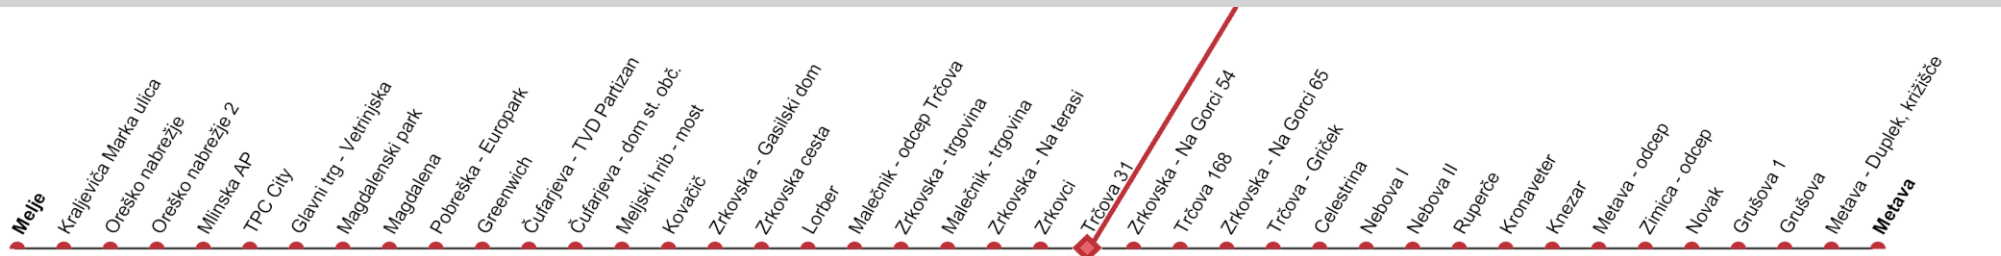 Melje
Kraljeviča Marka ulica
Oreško nabrežje
Oreško nabrežje 2
Mlinska AP
TPC City
Glavni trg - Vetrinjska
Magdalenski park
Magdalena
Pobreška - Europark
Greenwich
Čufarjeva - TVD Partizan
Čufarjeva - dom st. obč.
Meljski hrib - most
Kovačič
Zrkovska - Gasilski dom
Zrkovska cesta
Lorber
Malečnik - odcep Trčova
Zrkovska - trgovina
Malečnik - trgovina
Zrkovska - Na terasi
Zrkovci
Trčova 31
Zrkovska - Na Gorci 54
Trčova 168
Zrkovska - Na Gorci 65
Trčova - Griček
Celestrina
Nebova I
Nebova II
Ruperče
Kronaveter
Knezar
Metava - odcep
Zimica - odcep
Novak
Grušova 1
Grušova
Metava - Duplek, križišče
Metava